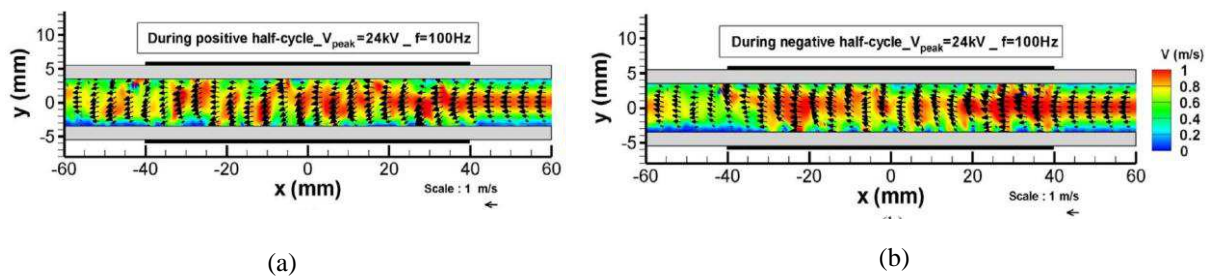 During positive half-cycle_Vpeak=24kV _ f=100Hz
y (mm)
10
5
0
-5
-60 -40 -20 0 20 40 60
x (mm)
Scale : 1 m/s
(a)
During negative half-cycle_Vpeak=24kV _ f=100Hz
y (mm)
10
5
0
-5
-60 -40 -20 0 20 40 60
x (mm)
Scale : 1 m/s
V (m/s)
1
0.8
0.6
0.4
0.2
0
(b)